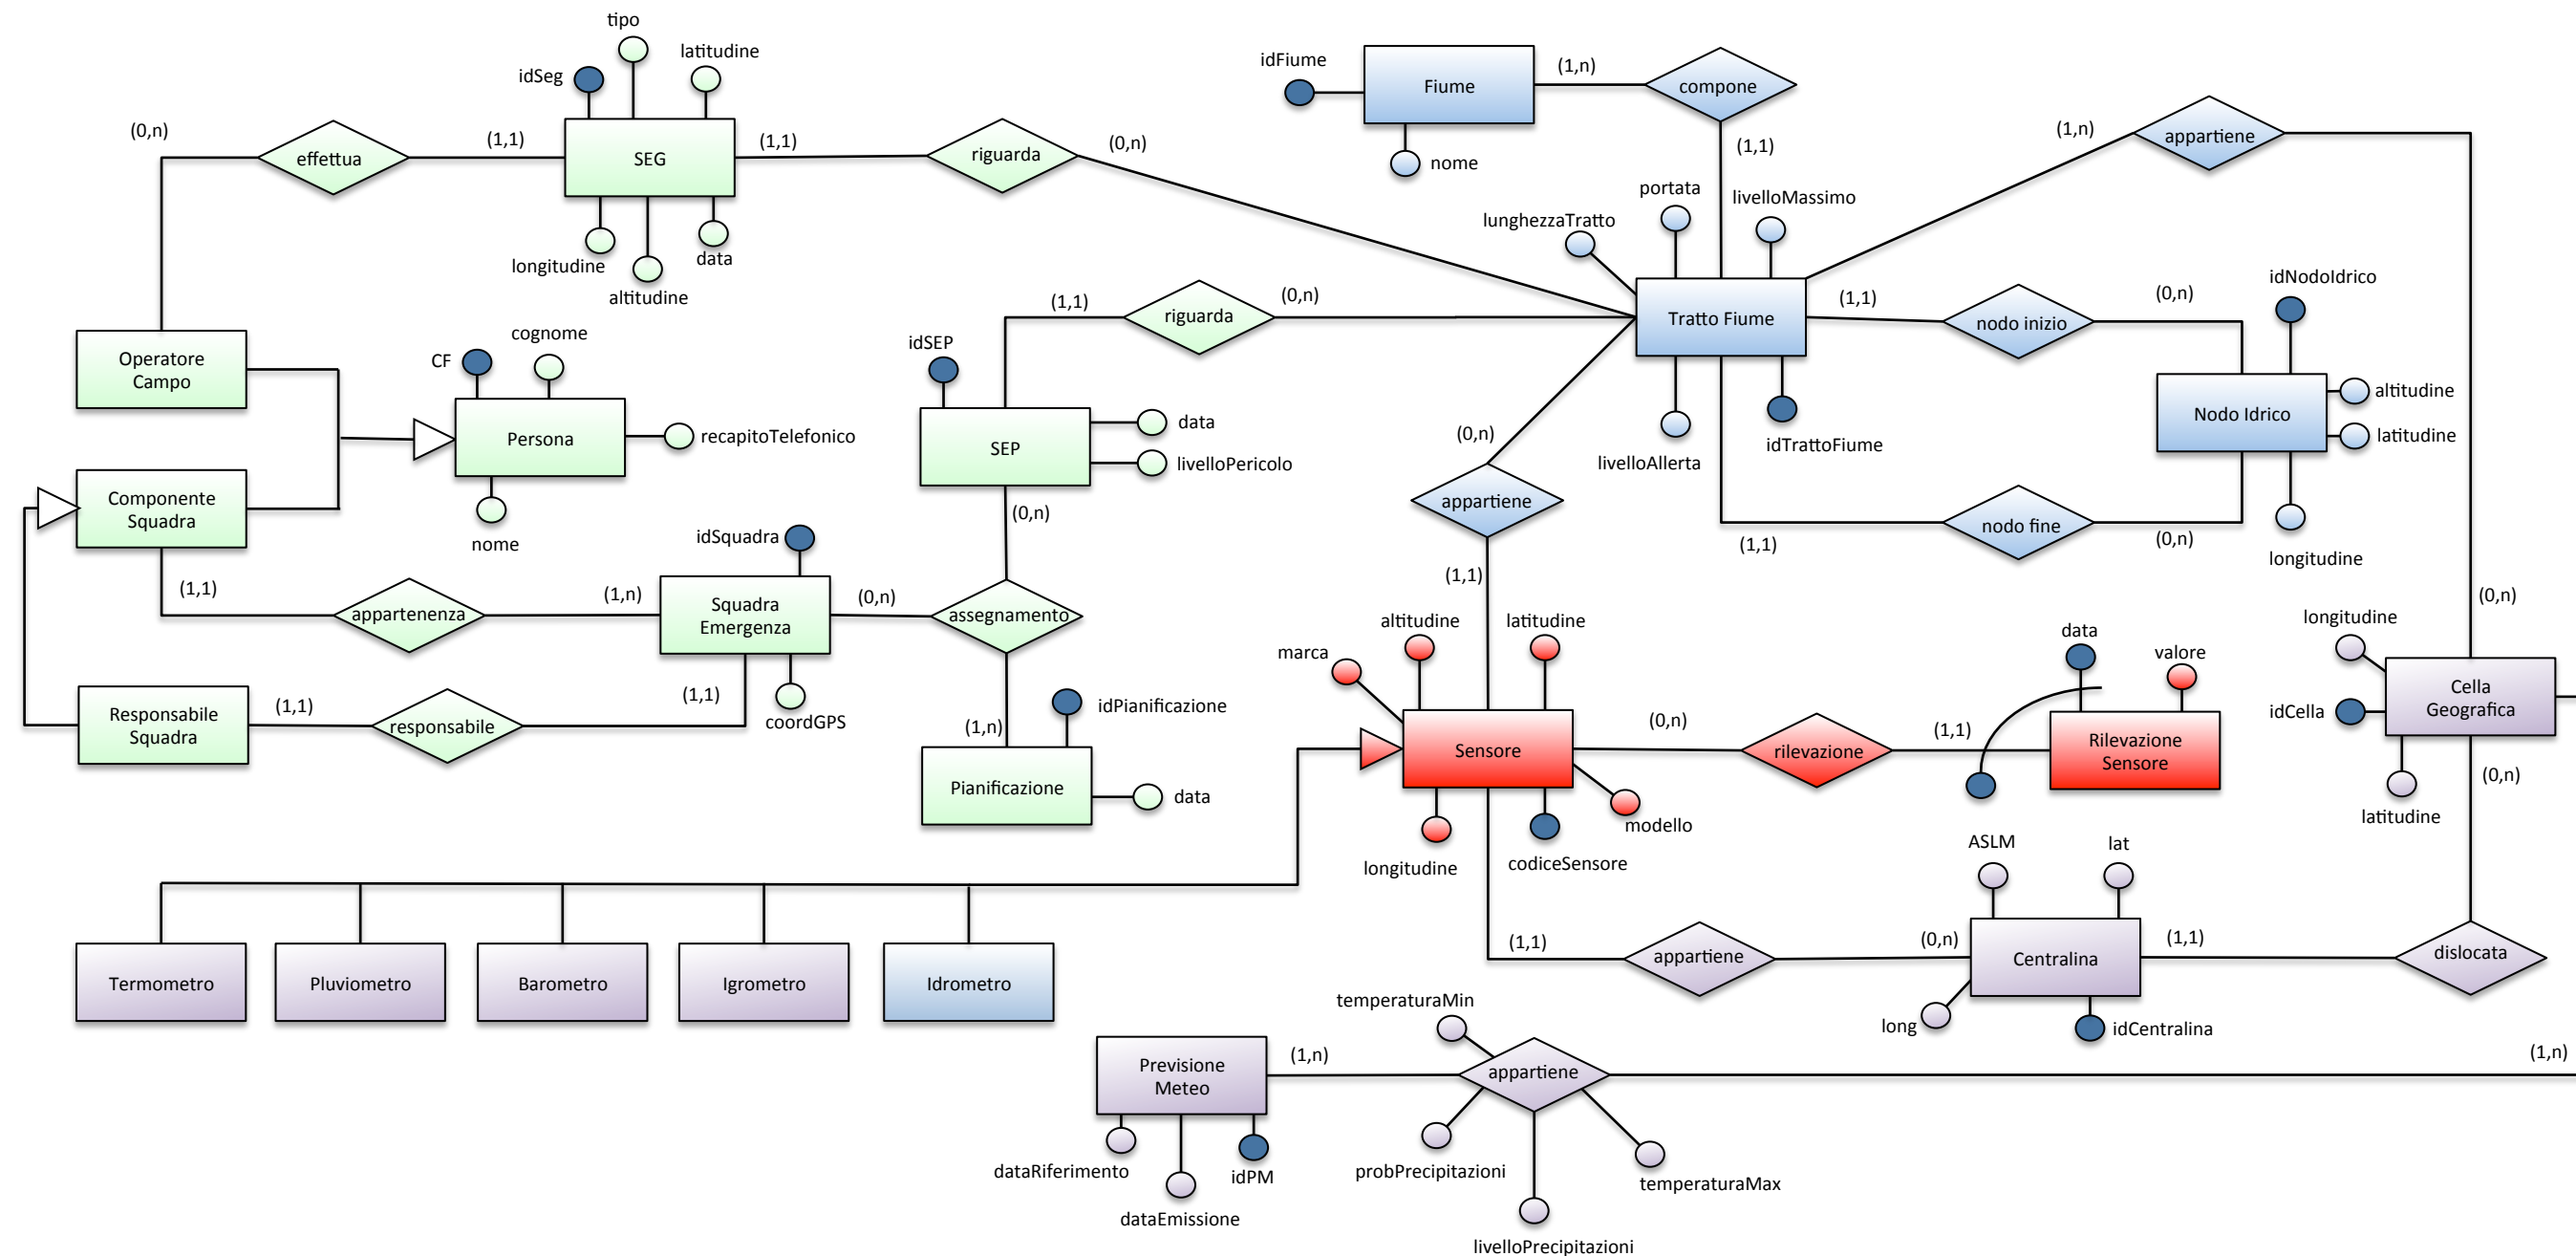 tipo
latitudine
idSeg
(0,n)
effettua
(1,1)
SEG
(1,1)
riguarda
(0,n)
longitudine
altitudine
data
idFiume
Fiume
(1,n)
compone
nome
(1,1)
(1,n)
appartiene
portata
livelloMassimo
lunghezzaTratto
Tratto Fiume
(1,1)
nodo inizio
(0,n)
idNodoIdrico
Nodo Idrico
altitudine
latitudine
longitudine
livelloAllerta
idTrattoFiume
(1,1)
nodo fine
(0,n)
(1,1)
riguarda
(0,n)
idSEP
SEP
data
livelloPericolo
(0,n)
Operatore
Campo
CF
cognome
Persona
recapitoTelefonico
nome
Componente
Squadra
(1,1)
appartenenza
(1,n)
idSquadra
Squadra
Emergenza
(0,n)
assegnamento
coordGPS
(1,1)
Responsabile
Squadra
(1,1)
responsabile
(1,n)
idPianificazione
Pianificazione
data
(0,n)
appartiene
(1,1)
altitudine
latitudine
marca
Sensore
(0,n)
rilevazione
(1,1)
data
valore
Rilevazione
Sensore
modello
longitudine
codiceSensore
(0,n)
longitudine
idCella
Cella
Geografica
latitudine
(0,n)
ASLM
lat
(1,1)
appartiene
(0,n)
Centralina
(1,1)
dislocata
long
idCentralina
Termometro
Pluviometro
Barometro
Igrometro
Idrometro
temperaturaMin
Previsione
Meteo
(1,n)
appartiene
(1,n)
dataRiferimento
idPM
dataEmissione
probPrecipitazioni
temperaturaMax
livelloPrecipitazioni